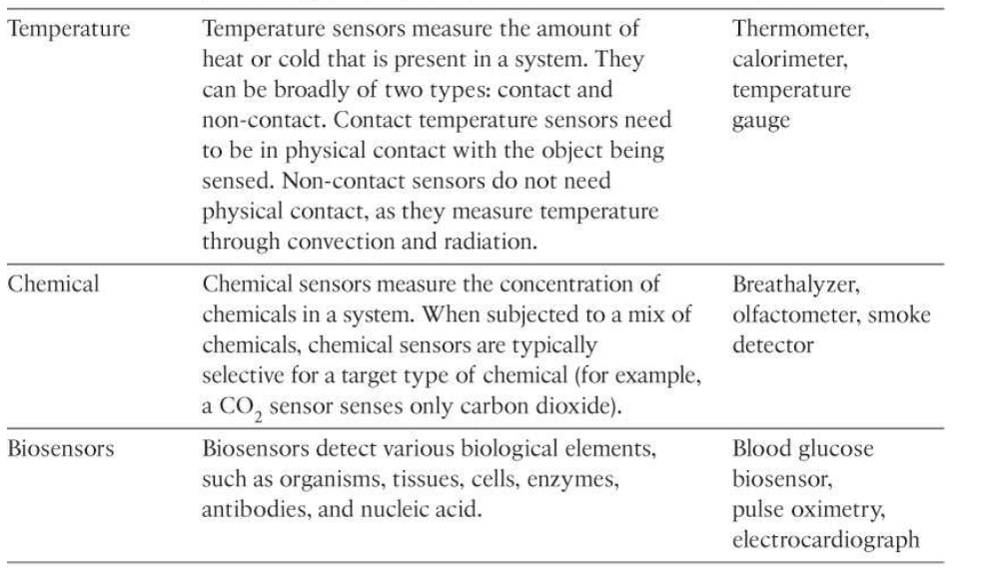 Temperature
Temperature sensors measure the amount of
heat or cold that is present in a system. They
can be broadly of two types: contact and
non-contact. Contact temperature sensors need
to be in physical contact with the object being
sensed. Non-contact sensors do not need
physical contact, as they measure temperature
through convection and radiation.
Thermometer,
calorimeter,
temperature
gauge
Chemical
Chemical sensors measure the concentration of
chemicals in a system. When subjected to a mix of
chemicals, chemical sensors are typically
selective for a target type of chemical (for example,
a CO₂ sensor senses only carbon dioxide).
Breathalyzer,
olfactometer, smoke
detector
Biosensors
Biosensors detect various biological elements,
such as organisms, tissues, cells, enzymes,
antibodies, and nucleic acid.
Blood glucose
biosensor,
pulse oximetry,
electrocardiograph